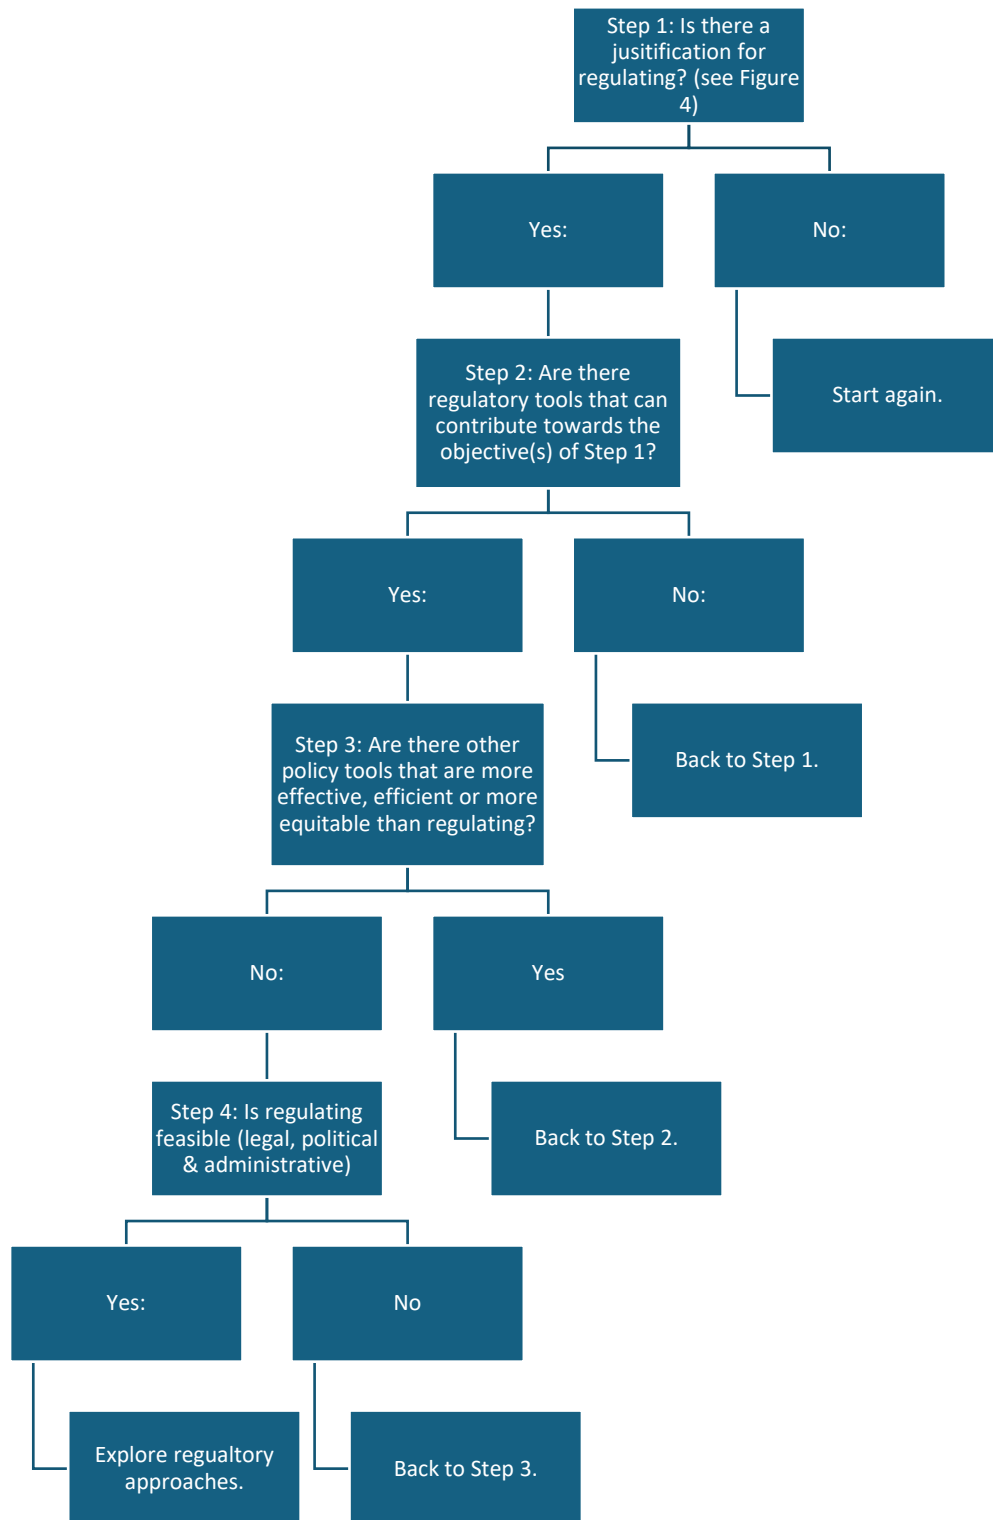 Step 1: Is there a
jusitification for
regulating? (see Figure
4)
Yes:
No:
Step 2: Are there
regulatory tools that can
contribute towards the
objective(s) of Step 1?
Start again.
Yes:
No:
Step 3: Are there other
policy tools that are more
effective, efficient or more
equitable than regulating?
Back to Step 1.
No:
Yes
Step 4: Is regulating
feasible (legal, political
& administrative)
Back to Step 2.
Yes:
No
Explore regualtory
approaches.
Back to Step 3.